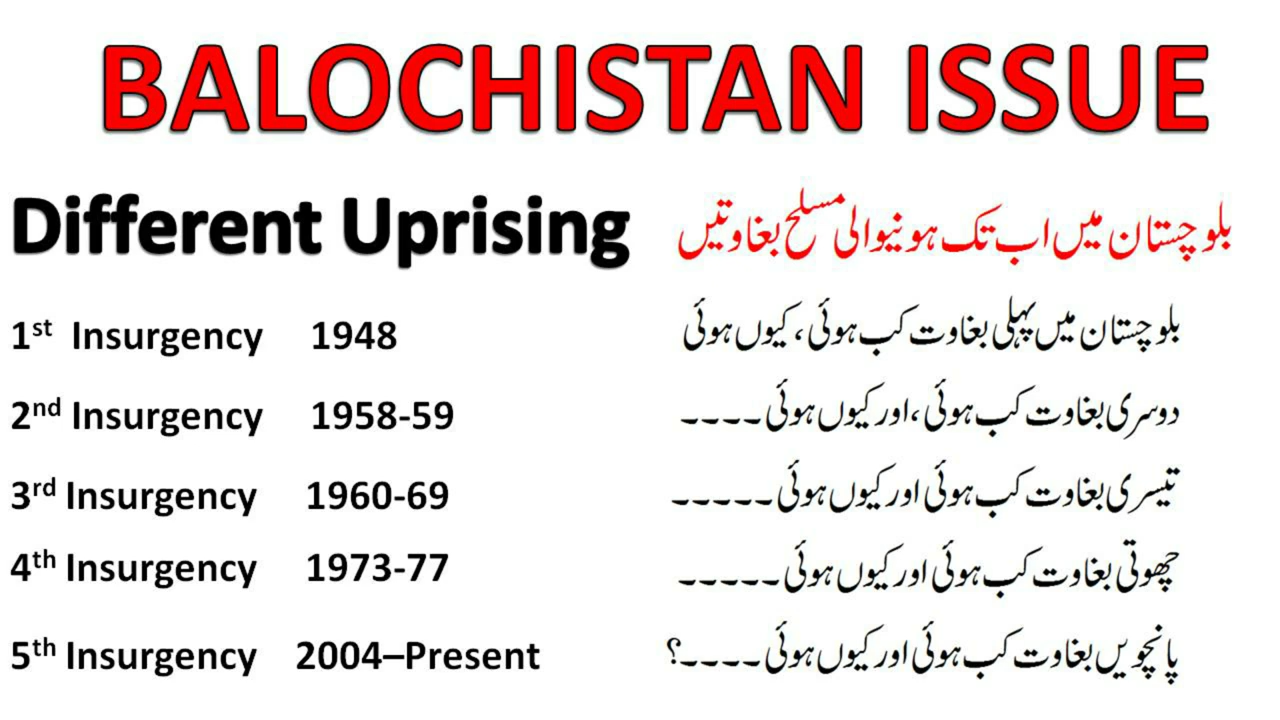 BALOCHISTAN ISSUE
Different Uprising
بلوچستان میں اب تک ہونیوالی مسلح بغاوتیں
1st Insurgency 1948
بلوچستان میں پہلی بغاوت کب ہوئی، کیوں ہوئی
2nd Insurgency 1958-59
دوسری بغاوت کب ہوئی، اور کیوں ہوئی ۔۔۔۔
3rd Insurgency 1960-69
تیسری بغاوت کب ہوئی اور کیوں ہوئی ۔۔۔۔۔
4th Insurgency 1973-77
چھوتی بغاوت کب ہوئی اور کیوں ہوئی ۔۔۔۔۔
5th Insurgency 2004–Present
پانچویں بغاوت کب ہوئی اور کیوں ہوئی ۔۔۔۔؟